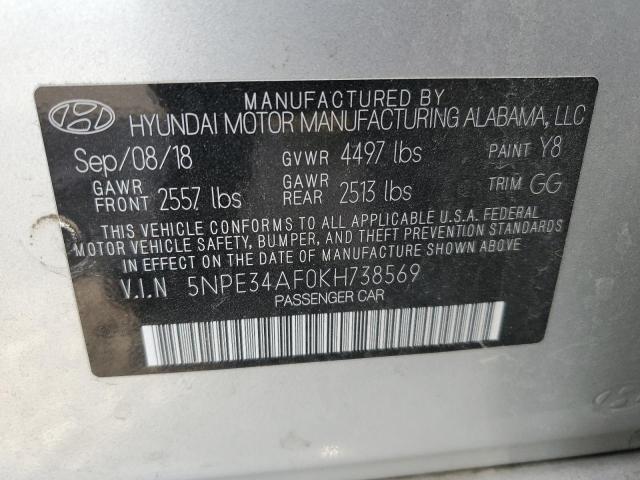 MANUFACTURED BY
HYUNDAI MOTOR MANUFACTURING ALABAMA, LLC
Sep/08/18 GVWR 4497 lbs PAINT Y8
GAWR FRONT 2557 lbs GAWR REAR 2513 lbs TRIM GG
THIS VEHICLE CONFORMS TO ALL APPLICABLE U.S.A. FEDERAL
MOTOR VEHICLE SAFETY, BUMPER, AND THEFT PREVENTION
STANDARDS IN EFFECT ON THE DATE OF MANUFACTURE SHOWN ABOVE
V.I.N 5NPE34AF0KH738569
PASSENGER CAR